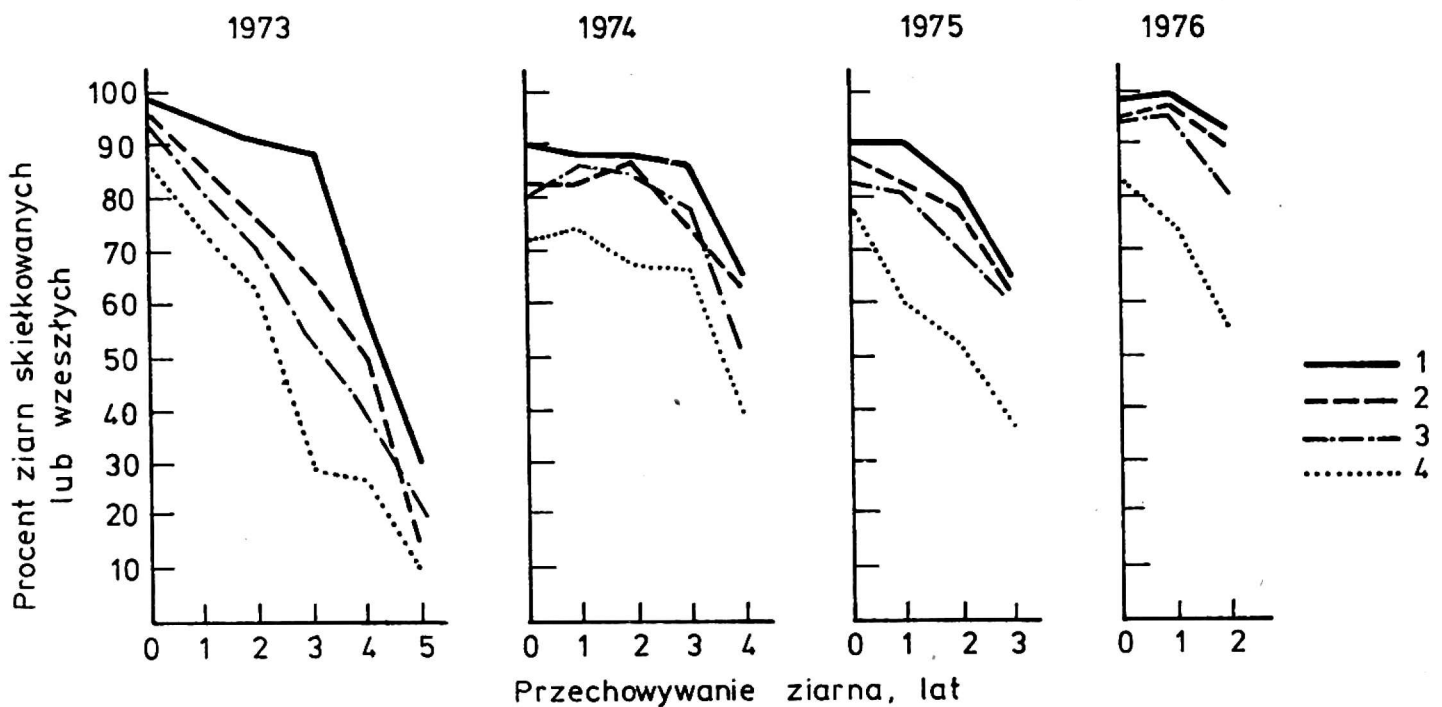 1973 1974 1975 1976
Procent ziarn skiełkowanych
lub wzeszłych
100
90
80
70
60
50
40
30
20
10
0 1 2 3 4 5
0 1 2 3 4
0 1 2 3
0 1 2
1
2
3
4
Przechowywanie ziarna, lat